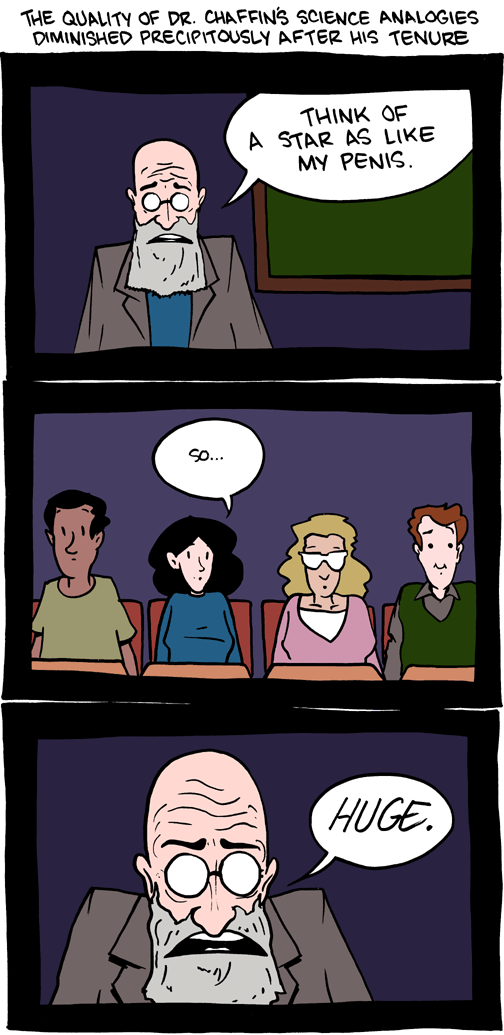 THE QUALITY OF DR. CHAFFIN'S SCIENCE ANALOGIES
DIMINISHED PRECIPITOUSLY AFTER HIS TENURE
THINK OF
A STAR AS LIKE
MY PENIS.
SO...
HUGE.